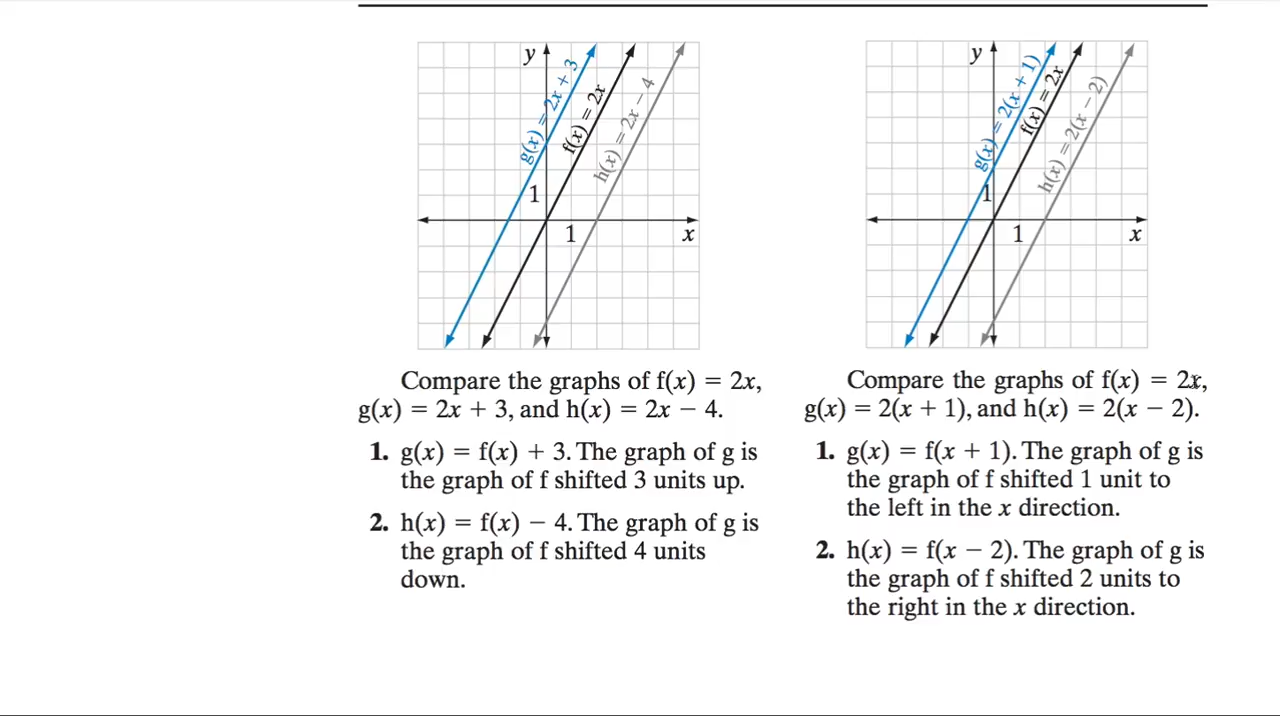 y
g(x) = 2x + 3
f(x) = 2x
h(x) = 2x − 4
1
1
x
Compare the graphs of f(x) = 2x,
g(x) = 2x + 3, and h(x) = 2x − 4.
1. g(x) = f(x) + 3. The graph of g is
the graph of f shifted 3 units up.
2. h(x) = f(x) − 4. The graph of g is
the graph of f shifted 4 units
down.
y
g(x) = 2(x + 1)
f(x) = 2x
h(x) = 2(x − 2)
1
1
x
Compare the graphs of f(x) = 2x,
g(x) = 2(x + 1), and h(x) = 2(x − 2).
1. g(x) = f(x + 1). The graph of g is
the graph of f shifted 1 unit to
the left in the x direction.
2. h(x) = f(x − 2). The graph of g is
the graph of f shifted 2 units to
the right in the x direction.